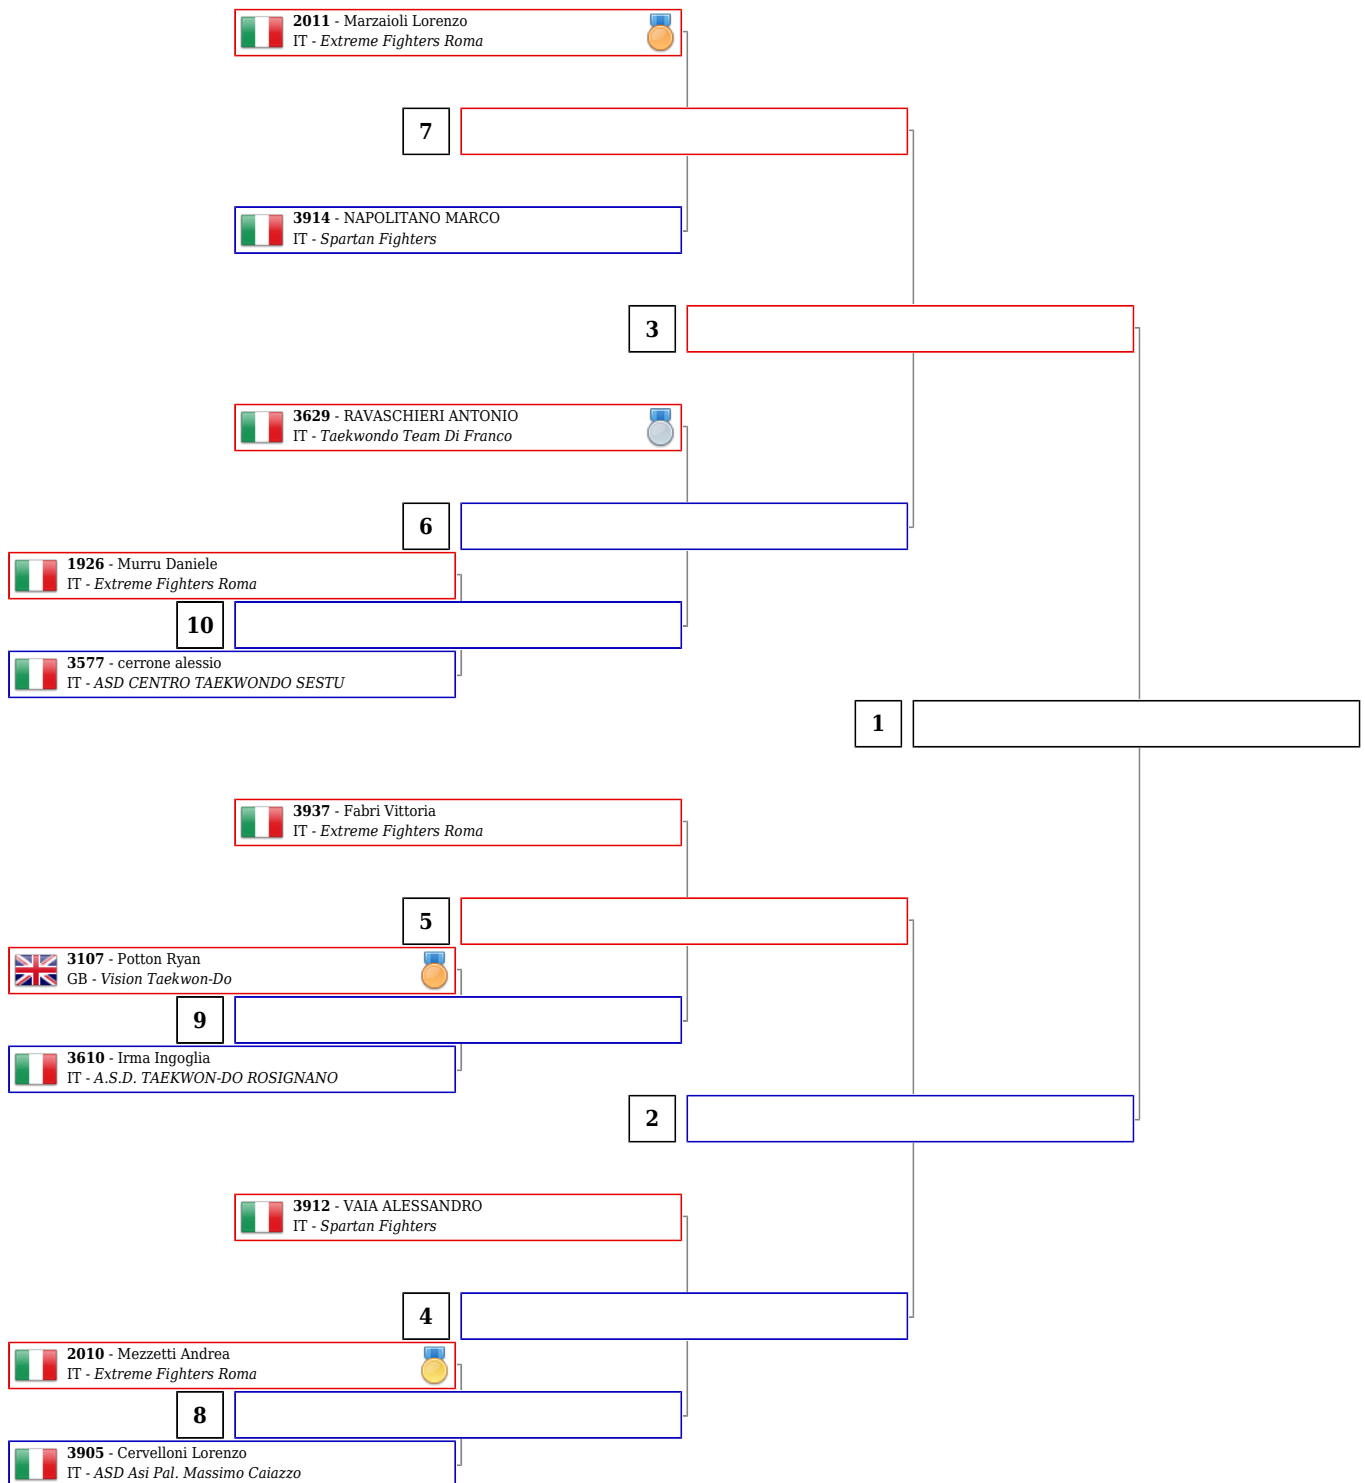 2011 - Marzaioli Lorenzo
IT - Extreme Fighters Roma
7
3914 - NAPOLITANO MARCO
IT - Spartan Fighters
3
3629 - RAVASCHIERI ANTONIO
IT - Taekwondo Team Di Franco
6
1926 - Murru Daniele
IT - Extreme Fighters Roma
10
3577 - cerrone alessio
IT - ASD CENTRO TAEKWONDO SESTU
1
3937 - Fabri Vittoria
IT - Extreme Fighters Roma
5
3107 - Potton Ryan
GB - Vision Taekwon-Do
9
3610 - Irma Ingoglia
IT - A.S.D. TAEKWON-DO ROSIGNANO
2
3912 - VAIA ALESSANDRO
IT - Spartan Fighters
4
2010 - Mezzetti Andrea
IT - Extreme Fighters Roma
8
3905 - Cervelloni Lorenzo
IT - ASD Asi Pal. Massimo Caiazzo